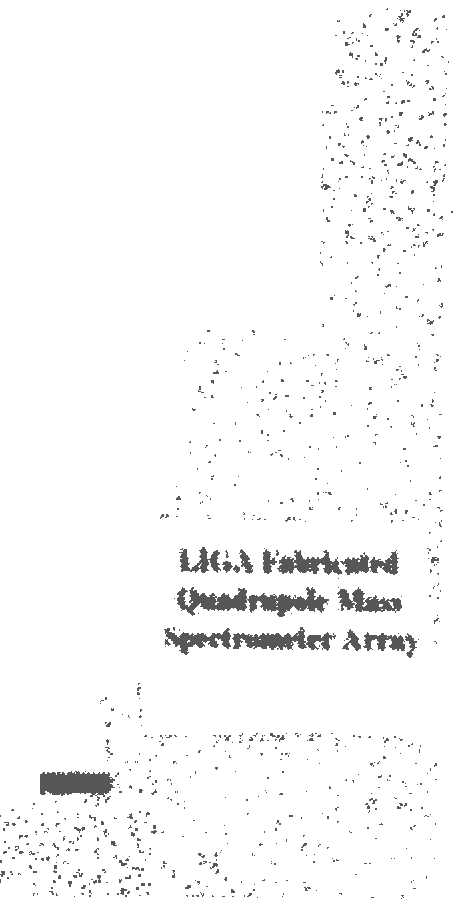 LIGA Fabricated
Quadrupole Mass
Spectrometer Array